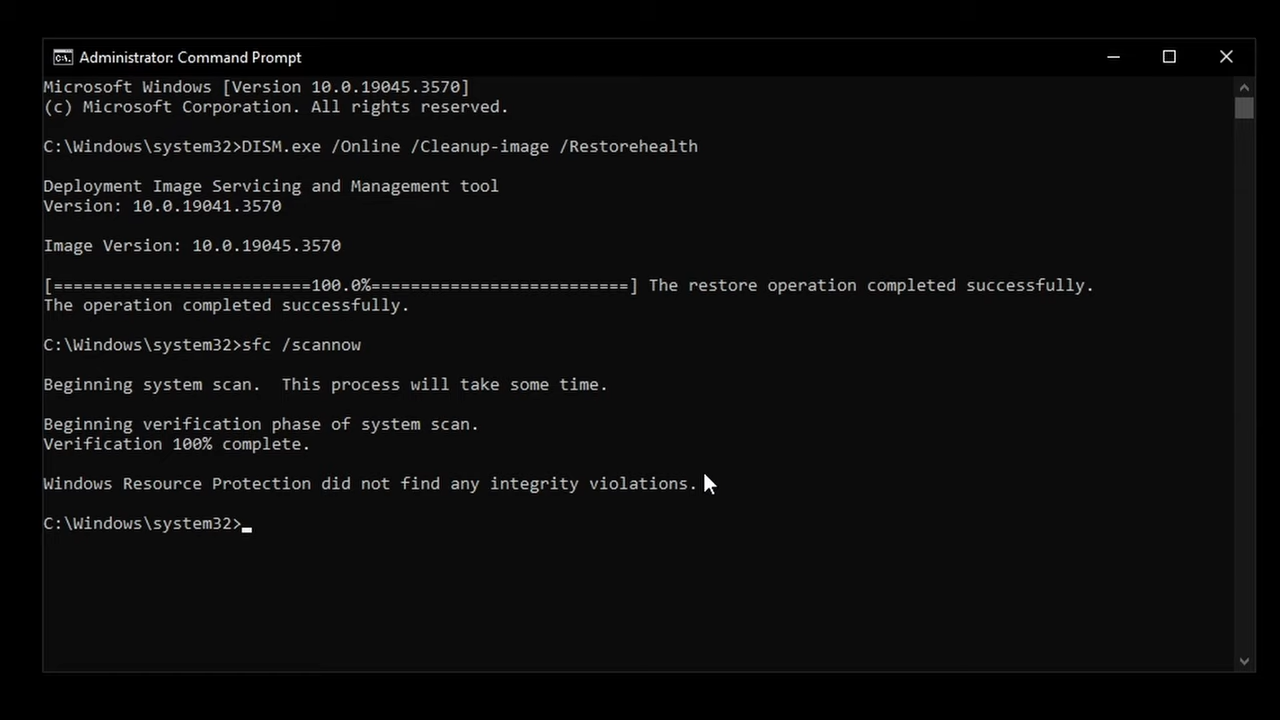 Administrator: Command Prompt
Microsoft Windows [Version 10.0.19045.3570]
(c) Microsoft Corporation. All rights reserved.
C:\Windows\system32>DISM.exe /Online /Cleanup-image /Restorehealth
Deployment Image Servicing and Management tool
Version: 10.0.19041.3570
Image Version: 10.0.19045.3570
[==========================100.0%==========================] The restore operation completed successfully.
The operation completed successfully.
C:\Windows\system32>sfc /scannow
Beginning system scan.  This process will take some time.
Beginning verification phase of system scan.
Verification 100% complete.
Windows Resource Protection did not find any integrity violations.
C:\Windows\system32>